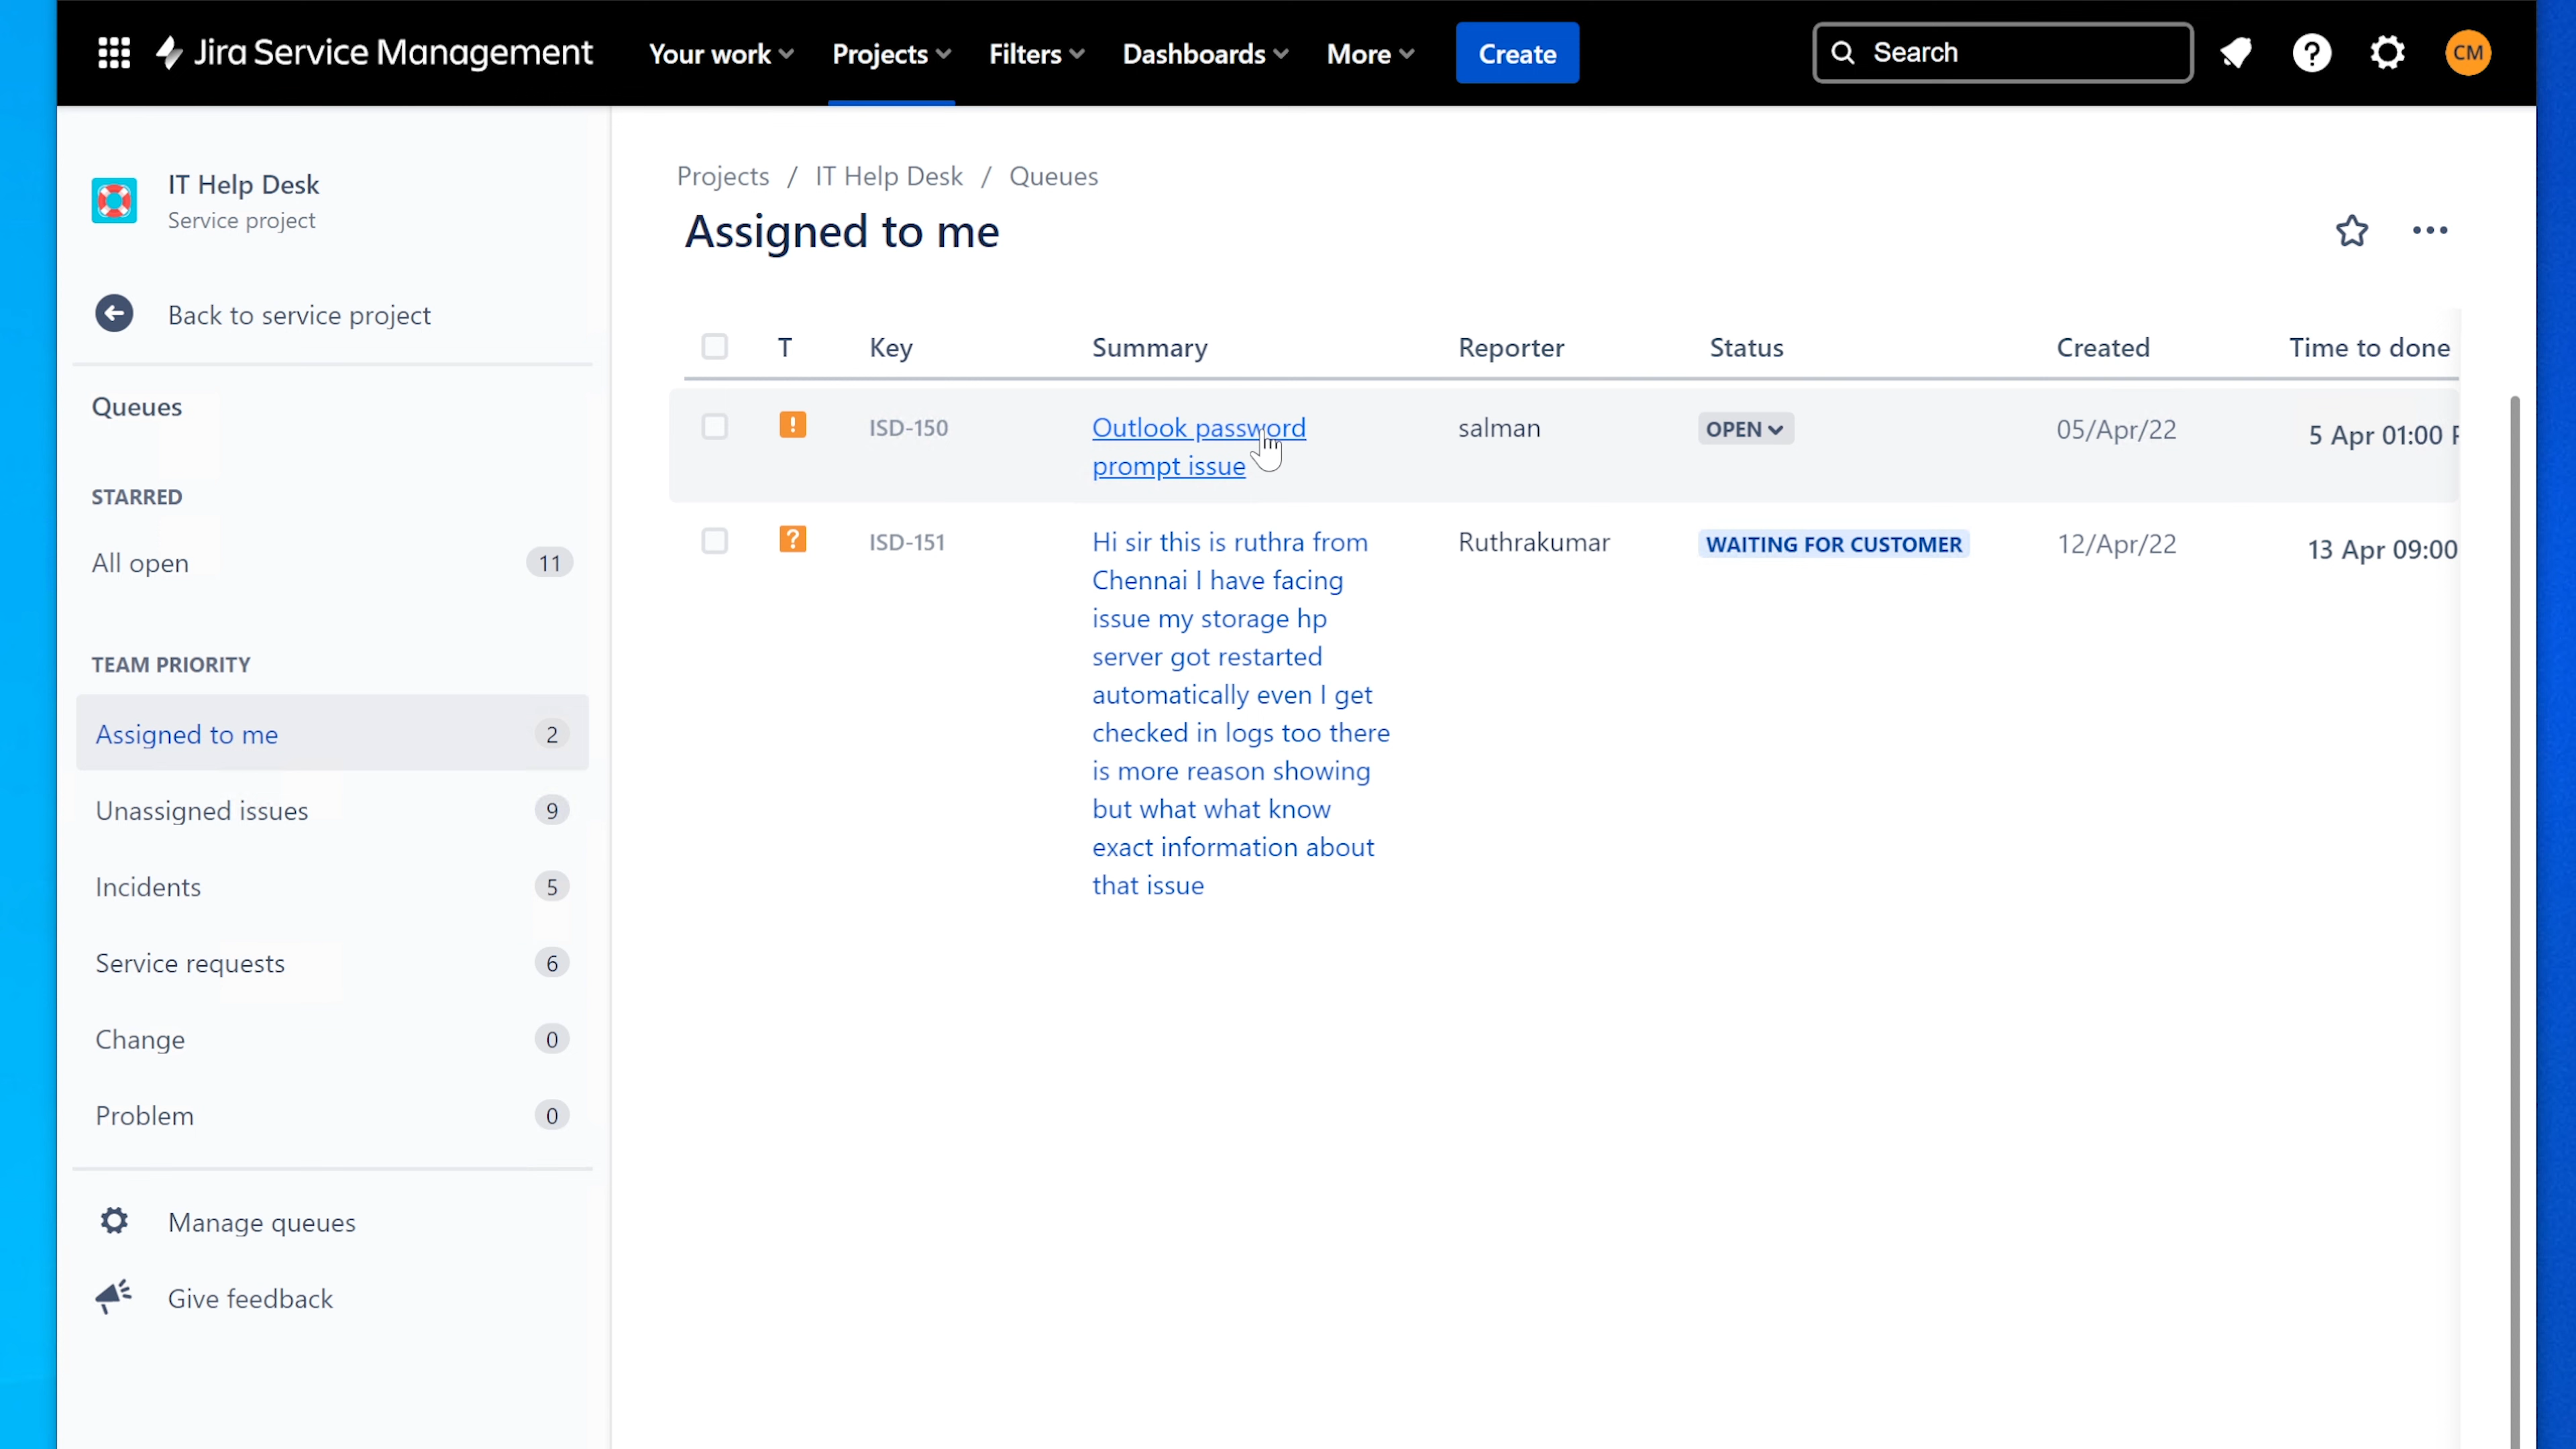 Jira Service Management Your work Projects Filters Dashboards More Create Search CM
IT Help Desk
Service project
Back to service project
Queues
STARRED
All open 11
TEAM PRIORITY
Assigned to me 2
Unassigned issues 9
Incidents 5
Service requests 6
Change 0
Problem 0
Manage queues
Give feedback
Projects / IT Help Desk / Queues
Assigned to me
T Key Summary Reporter Status Created Time to done
ISD-150 Outlook password salman OPEN 05/Apr/22 5 Apr 01:00
prompt issue
ISD-151 Hi sir this is ruthra from Ruthrakumar WAITING FOR CUSTOMER 12/Apr/22 13 Apr 09:00
Chennai I have facing
issue my storage hp
server got restarted
automatically even I get
checked in logs too there
is more reason showing
but what what know
exact information about
that issue